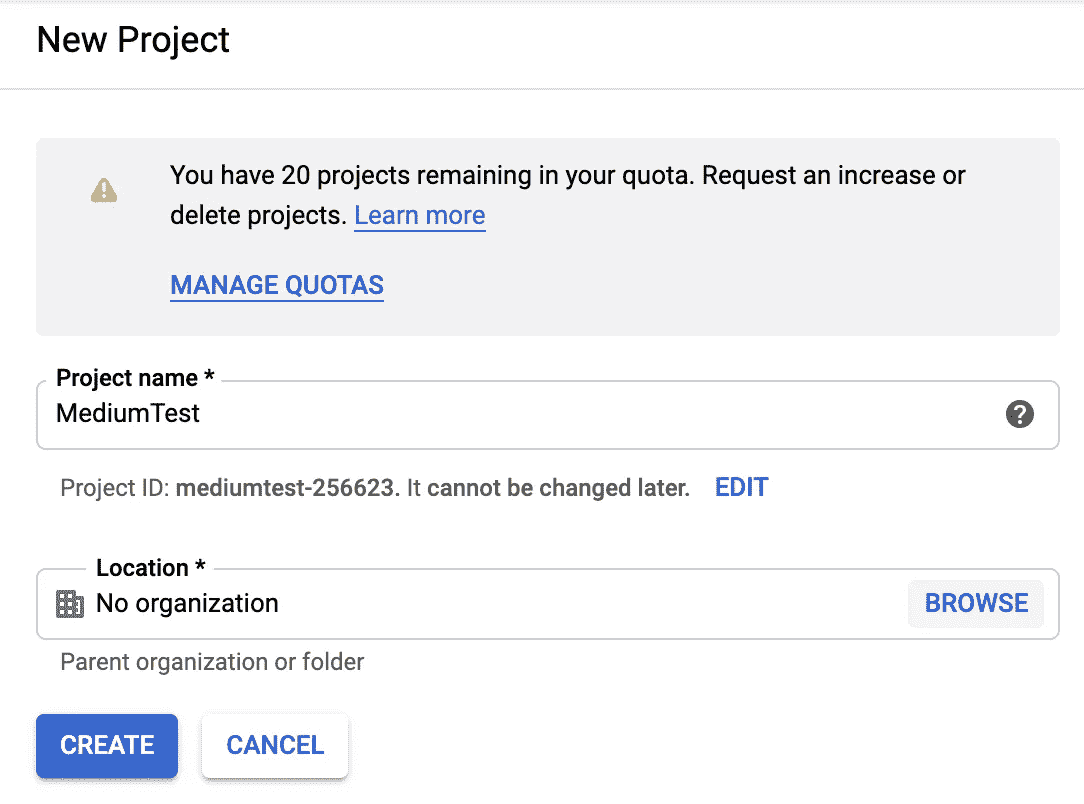 New Project
You have 20 projects remaining in your quota. Request an increase or
delete projects. Learn more
MANAGE QUOTAS
Project name *
MediumTest
Project ID: mediumtest-256623. It cannot be changed later. EDIT
Location *
No organization BROWSE
Parent organization or folder
CREATE CANCEL